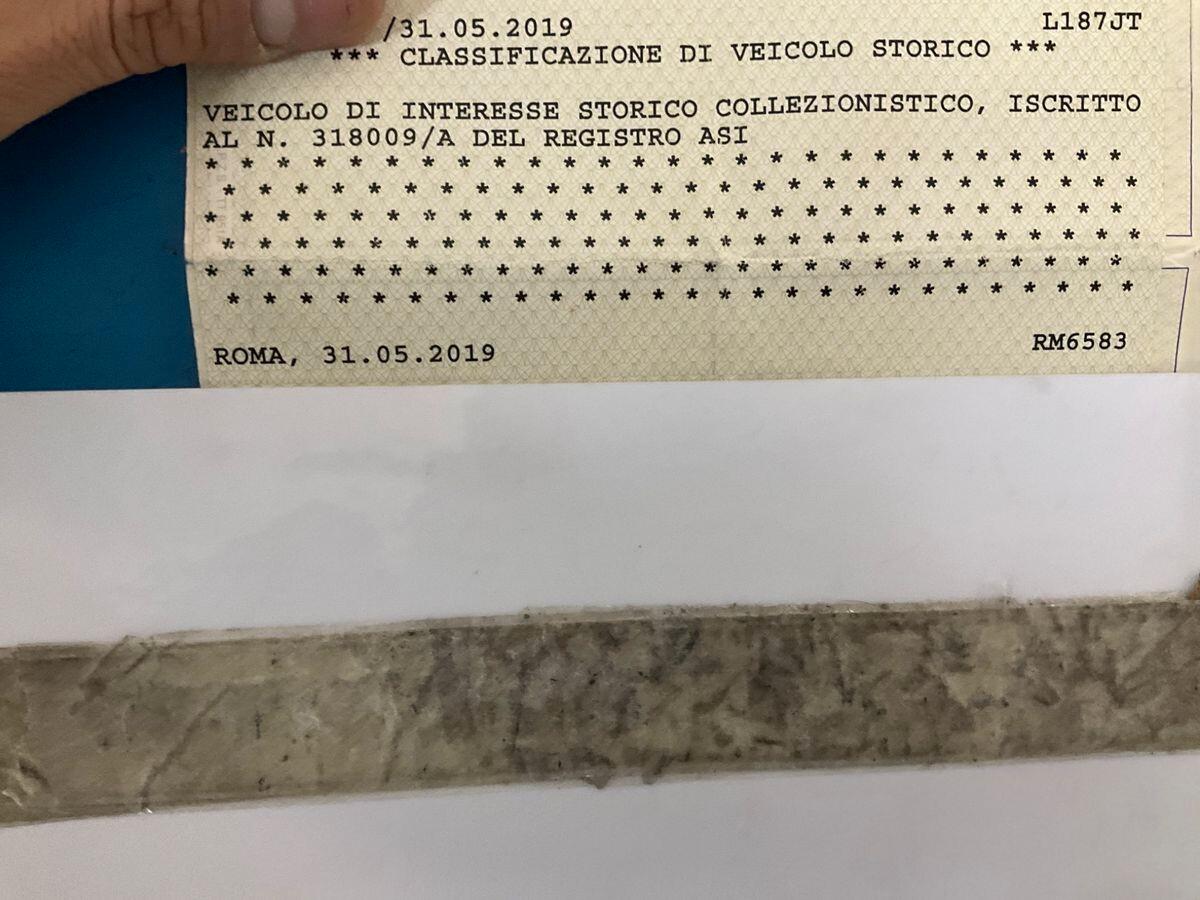 /31.05.2019 L187JT
*** CLASSIFICAZIONE DI VEICOLO STORICO ***
VEICOLO DI INTERESSE STORICO COLLEZIONISTICO, ISCRITTO
AL N. 318009/A DEL REGISTRO ASI
* * * * * * * * * * * * * * * * * * * * * * * * * *
* * * * * * * * * * * * * * * * * * * * * * * * * *
* * * * * * * * * * * * * * * * * * * * * * * * * *
* * * * * * * * * * * * * * * * * * * * * * * * * *
* * * * * * * * * * * * * * * * * * * * * * * * * *
* * * * * * * * * * * * * * * * * * * * * * * * * *
ROMA, 31.05.2019 RM6583